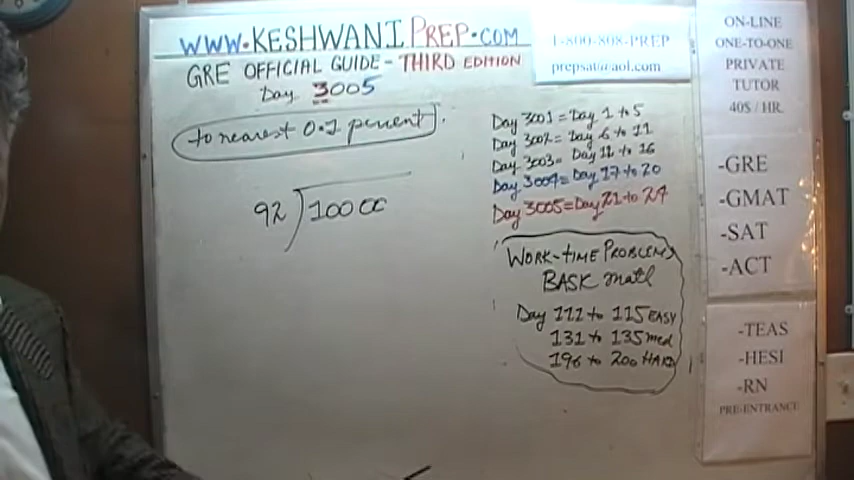 WWW.KESHWANIPREP.COM
GRE OFFICIAL GUIDE - THIRD EDITION
Day 3005
to nearest 0.1 percent.
92 10000
1-800-808-PREP
prepsat@aol.com
Day 3001 = Day 1 to 5
Day 3002 = Day 6 to 11
Day 3003 = Day 12 to 16
Day 3004 = Day 17 to 20
Day 3005 = Day 21 to 24
WORK-TIME PROBLEMS
BASIC math
Day 111 to 115 EASY
131 to 135 med
196 to 200 HARD
ON-LINE
ONE-TO-ONE
PRIVATE
TUTOR
40$ / HR.
-GRE
-GMAT
-SAT
-ACT
-TEAS
-HESI
-RN
PRE-ENTRANCE